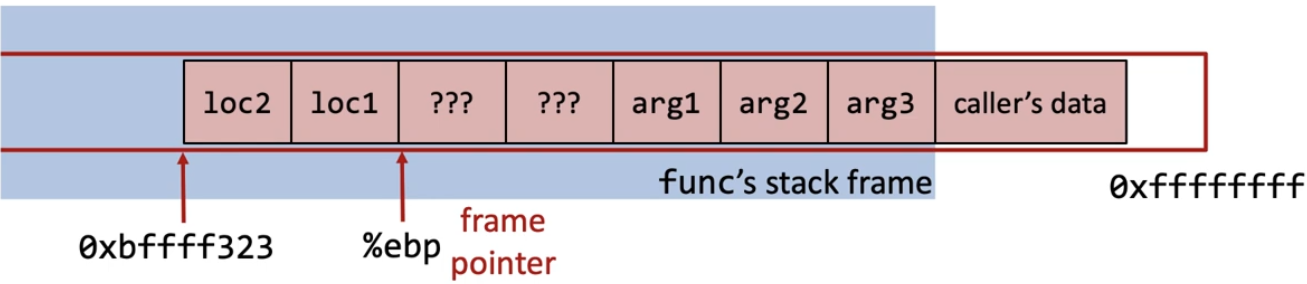 loc2 loc1 ??? ??? arg1 arg2 arg3 caller’s data
func’s stack frame
0xffffffff
0xbffff323
%ebp
frame
pointer